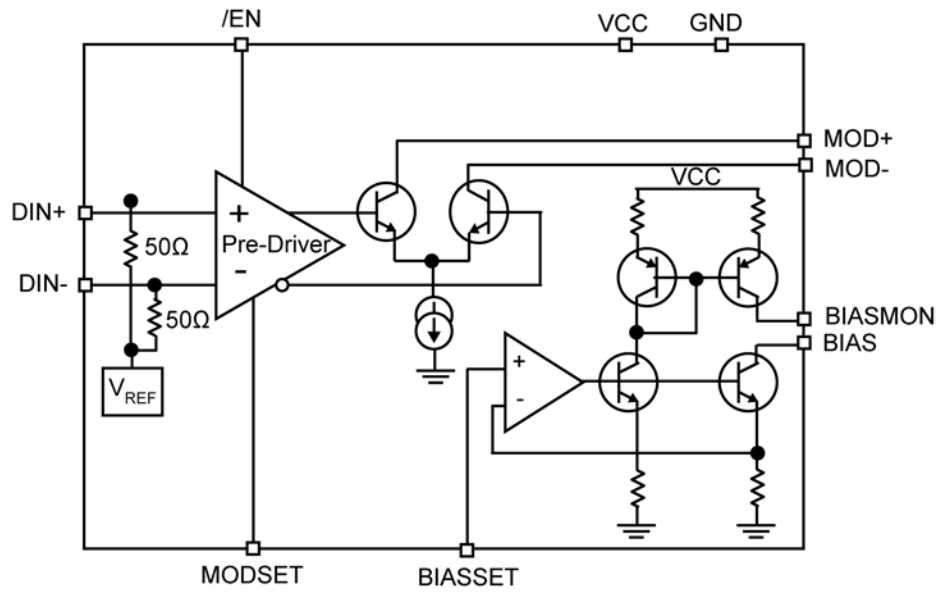 /EN
VCC
GND
MOD+
MOD-
VCC
DIN+
+
50Ω
Pre-Driver
DIN-
-
50Ω
BIASMON
BIAS
+
-
VREF
MODSET
BIASSET